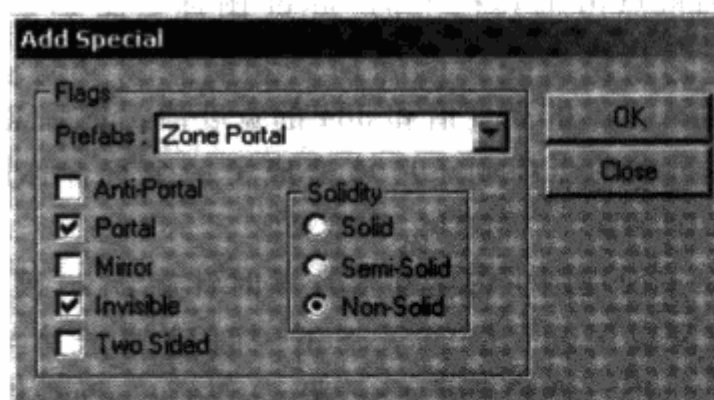 Add Special
Flags
Prefabs : Zone Portal
OK
Close
Anti-Portal
Portal
Mirror
Invisible
Two Sided
Solidity
Solid
Semi-Solid
Non-Solid